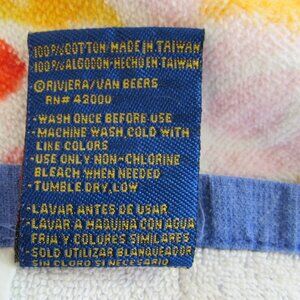 100% COTTON-MADE IN TAIWAN
100% ALGODON-HECHO EN TAIWAN
©RIVIERA/VAN BEERS
RN# 42000
-WASH ONCE BEFORE USE
-MACHINE WASH COLD WITH
LIKE COLORS
-USE ONLY NON-CHLORINE
BLEACH WHEN NEEDED
-TUMBLE DRY, LOW
-LAVAR ANTES DE USAR
-LAVAR A MAQUINA CON AGUA
FRIA Y COLORES SIMILARES
-SOLO UTILIZAR BLANQUEADOR
SIN CLORO SI NECESARIO